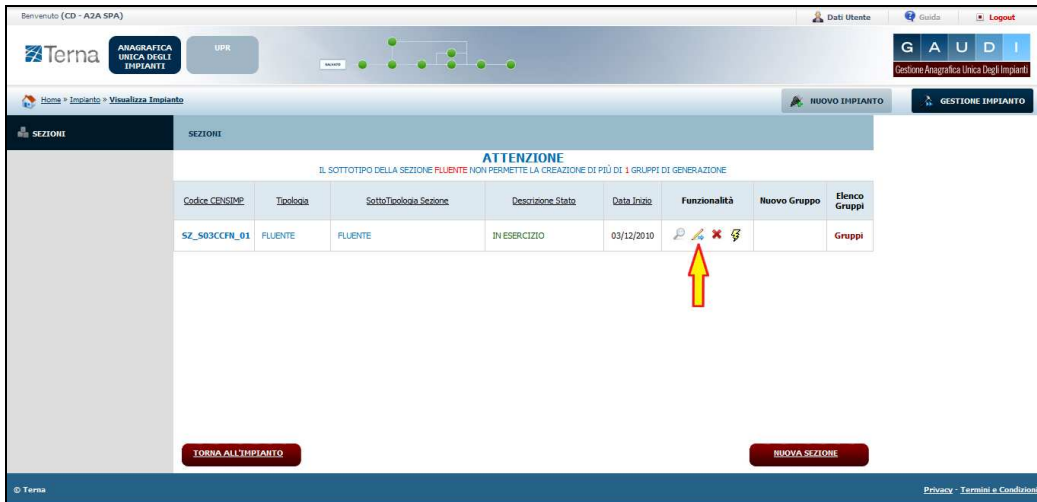 Benvenuto (CD - A2A SPA)
Dati Utente
Guida
Logout
Terna
ANAGRAFICA
UNICA DEGLI
IMPIANTI
UPR
G A U D I
Gestione Anagrafica Unica Degli Impianti
Home » Impianto » Visualizza Impianto
NUOVO IMPIANTO
GESTIONE IMPIANTO
SEZIONI
SEZIONI
ATTENZIONE
IL SOTTOTIPO DELLA SEZIONE FLUENTE NON PERMETTE LA CREAZIONE DI PIÙ DI 1 GRUPPI DI GENERAZIONE
Codice CENSIMP
Tipologia
SottoTipologia Sezione
Descrizione Stato
Data Inizio
Funzionalità
Nuovo Gruppo
Elenco
Gruppi
SZ_S03CCFN_01
FLUENTE
FLUENTE
IN ESERCIZIO
03/12/2010
Gruppi
TORNA ALL'IMPIANTO
NUOVA SEZIONE
© Terna
Privacy - Termini e Condizioni